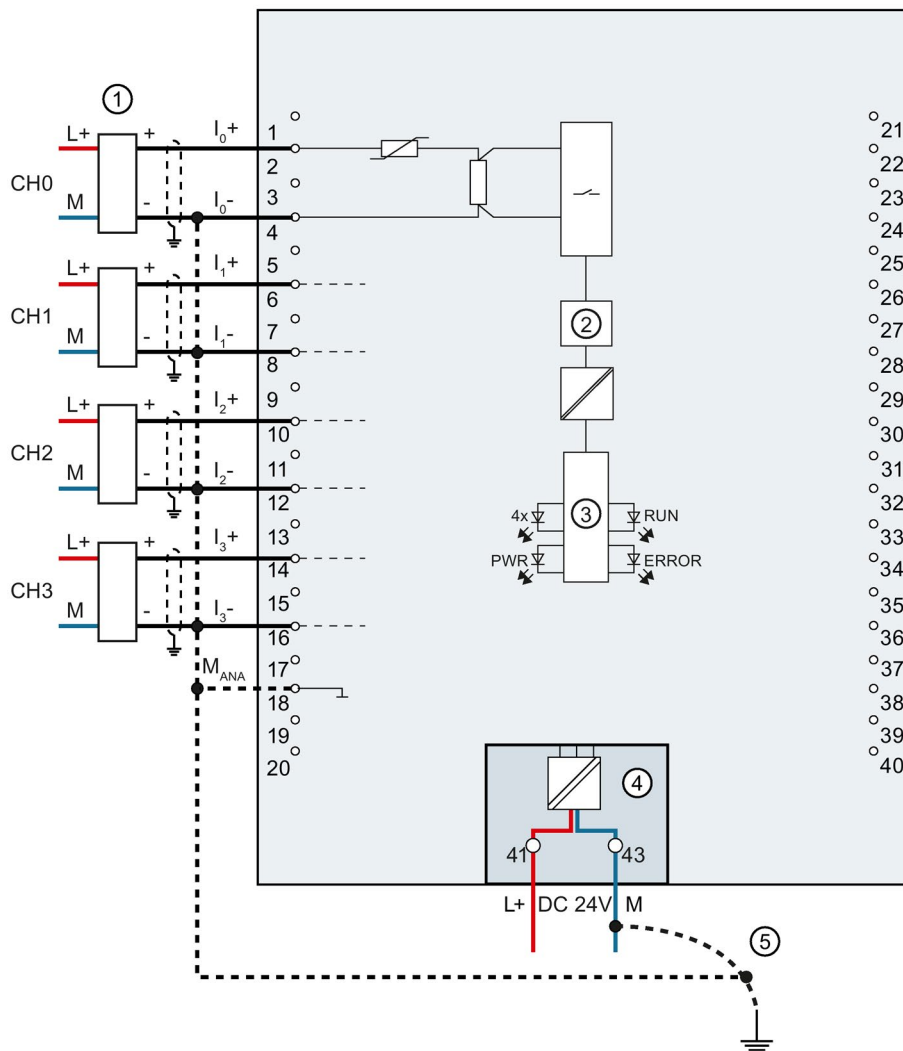 ①
L+
+
I0+
CH0
M
-
I0-
L+
+
I1+
CH1
M
-
I1-
L+
+
I2+
CH2
M
-
I2-
L+
+
I3+
CH3
M
-
I3-
MANA
1
2
3
4
5
6
7
8
9
10
11
12
13
14
15
16
17
18
19
20
②
③
4x
RUN
PWR
ERROR
④
41
43
L+ DC 24V M
⑤
21
22
23
24
25
26
27
28
29
30
31
32
33
34
35
36
37
38
39
40